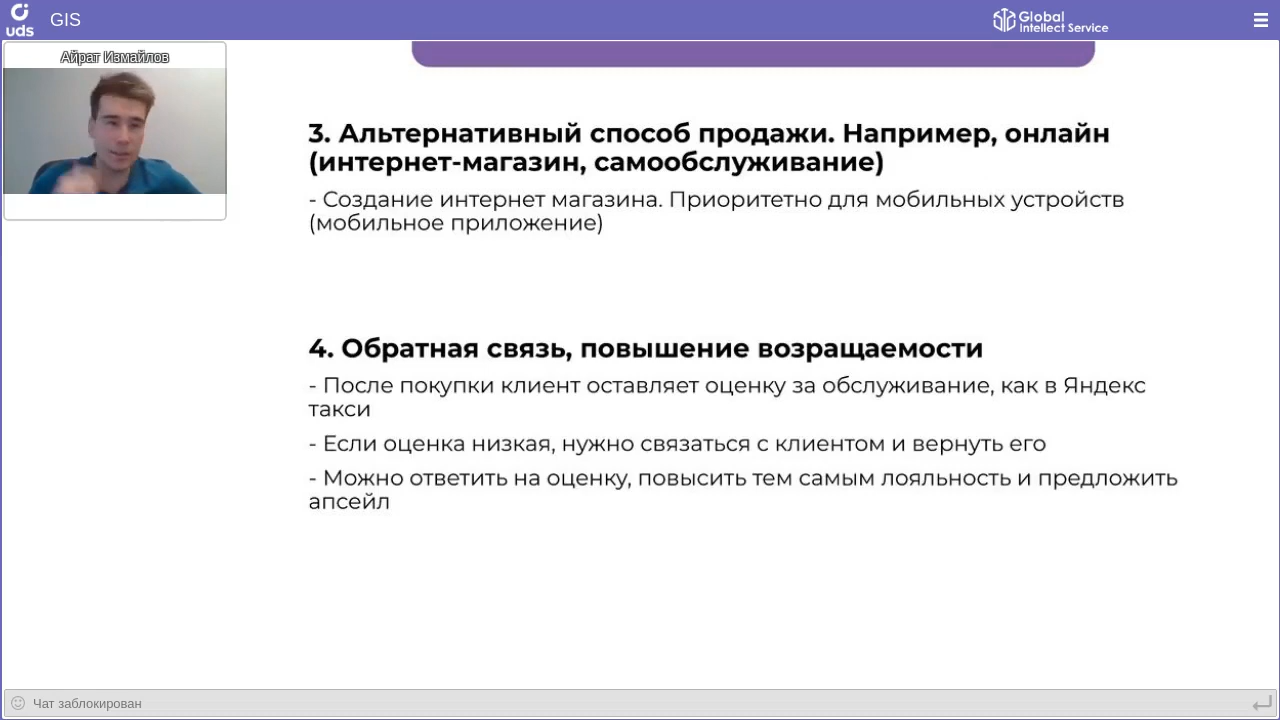 uds
GIS
Global
Intellect Service
Айрат Измайлов
3. Альтернативный способ продажи. Например, онлайн
(интернет-магазин, самообслуживание)
- Создание интернет магазина. Приоритетно для мобильных устройств
(мобильное приложение)
4. Обратная связь, повышение возращаемости
- После покупки клиент оставляет оценку за обслуживание, как в Яндекс
такси
- Если оценка низкая, нужно связаться с клиентом и вернуть его
- Можно ответить на оценку, повысить тем самым лояльность и предложить
апсейл
Чат заблокирован